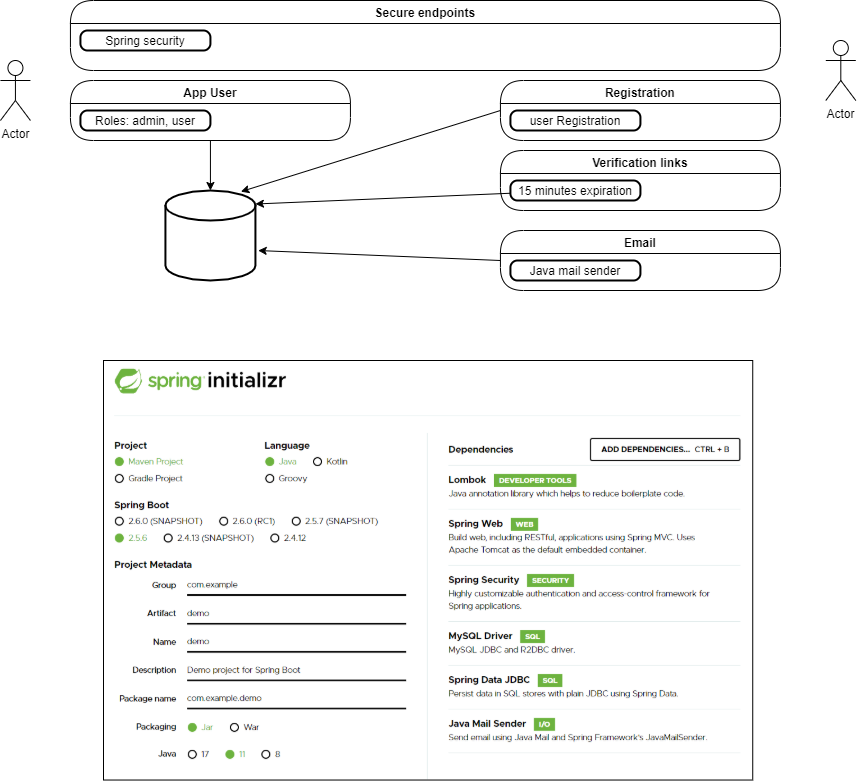 Secure endpoints
Spring security
App User
Roles: admin, user
Registration
user Registration
Verification links
15 minutes expiration
Email
Java mail sender
Actor
Actor
spring initializr
Project
Maven Project
Gradle Project
Language
Java Kotlin
Groovy
Spring Boot
2.6.0 (SNAPSHOT) 2.6.0 (RC1) 2.5.7 (SNAPSHOT)
2.5.6 2.4.13 (SNAPSHOT) 2.4.12
Project Metadata
Group com.example
Artifact demo
Name demo
Description Demo project for Spring Boot
Package name com.example.demo
Packaging Jar War
Java 17 11 8
Dependencies ADD DEPENDENCIES... CTRL + B
Lombok DEVELOPER TOOLS
Java annotation library which helps to reduce boilerplate code.
Spring Web WEB
Build web, including RESTful, applications using Spring MVC. Uses
Apache Tomcat as the default embedded container.
Spring Security SECURITY
Highly customizable authentication and access-control framework for
Spring applications.
MySQL Driver SQL
MySQL JDBC and R2DBC driver.
Spring Data JDBC SQL
Persist data in SQL stores with plain JDBC using Spring Data.
Java Mail Sender I/O
Send email using Java Mail and Spring Framework's JavaMailSender.